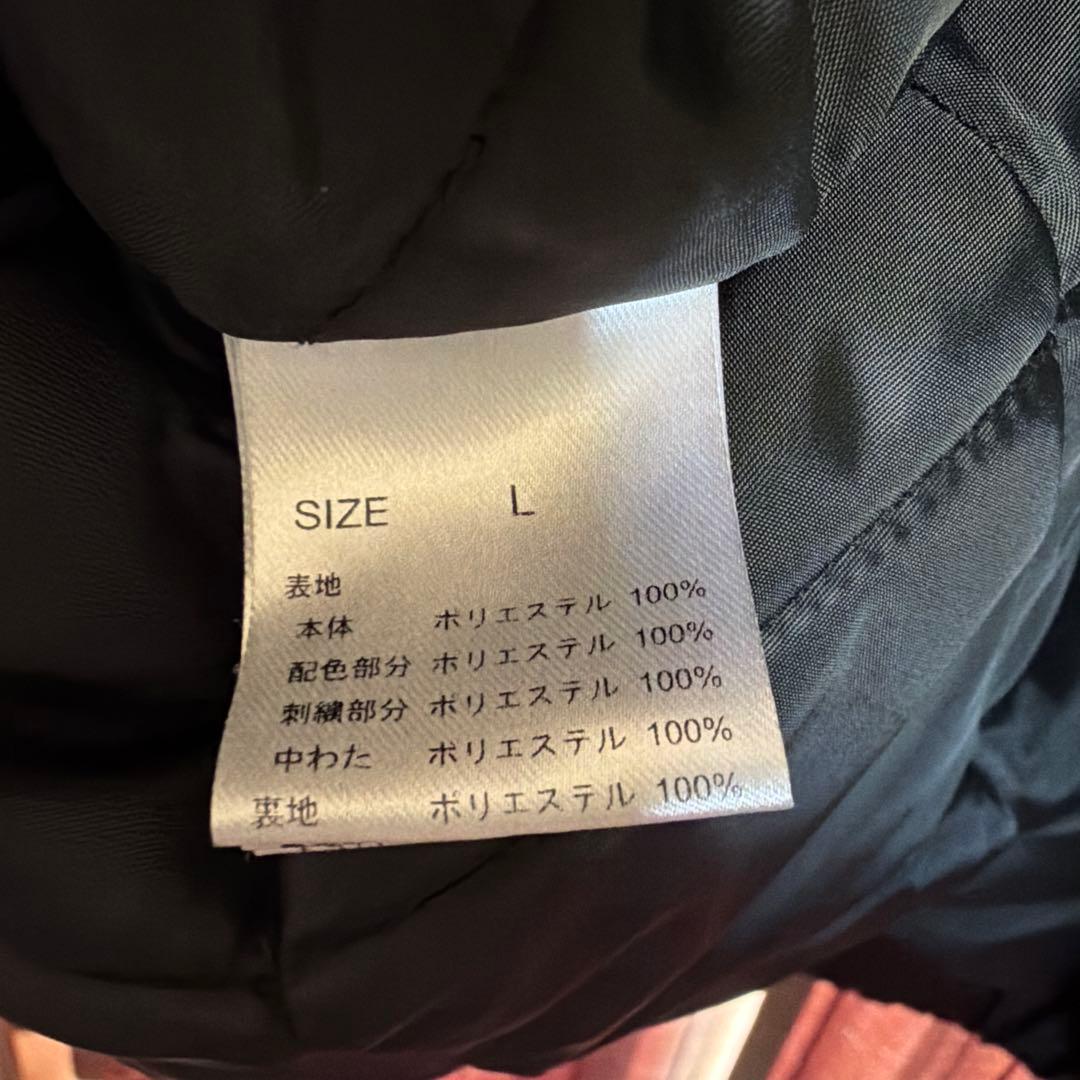 SIZE L
表地
本体 ポリエステル 100%
配色部分 ポリエステル 100%
刺繍部分 ポリエステル 100%
中わた ポリエステル 100%
裏地 ポリエステル 100%